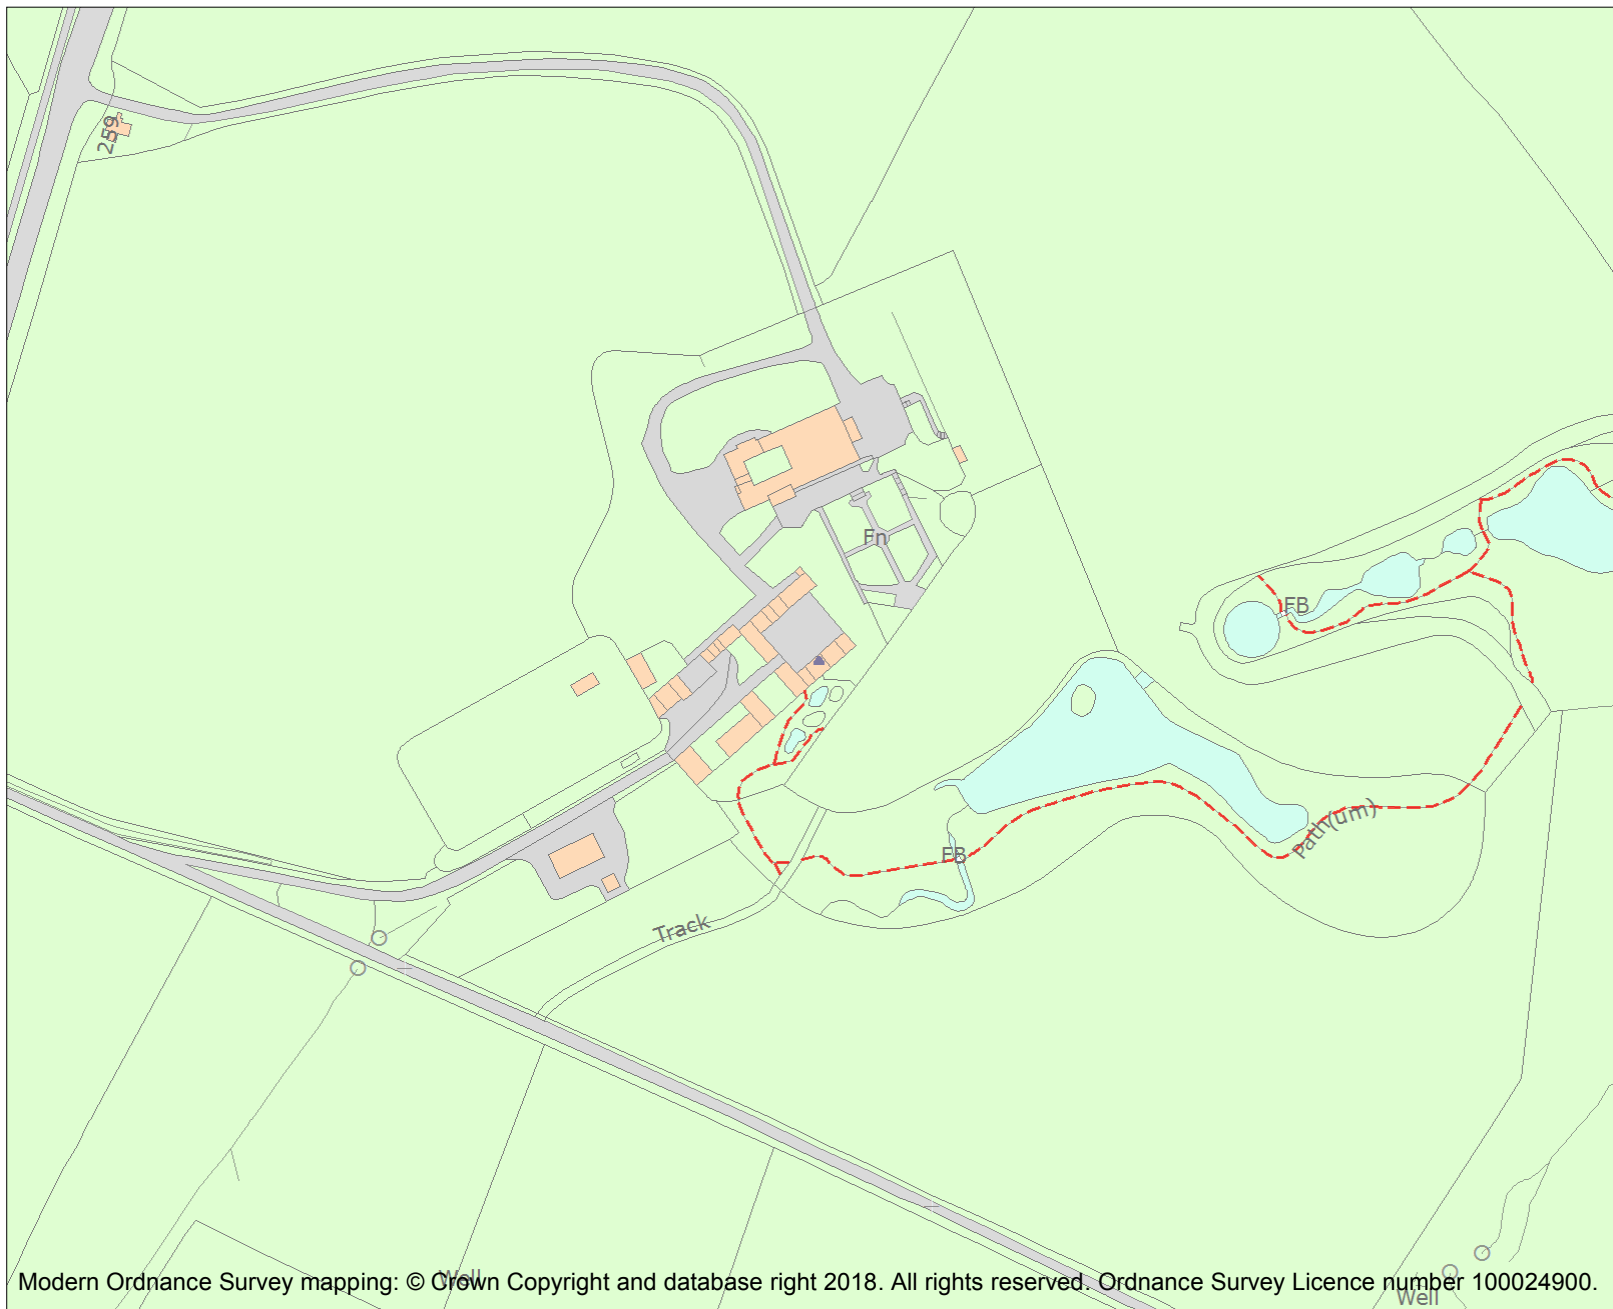 259
Fn
FB
Path(um)
FB
Track
Well
Modern Ordnance Survey mapping: © Crown Copyright and database right 2018. All rights reserved. Ordnance Survey Licence number 100024900.
Well